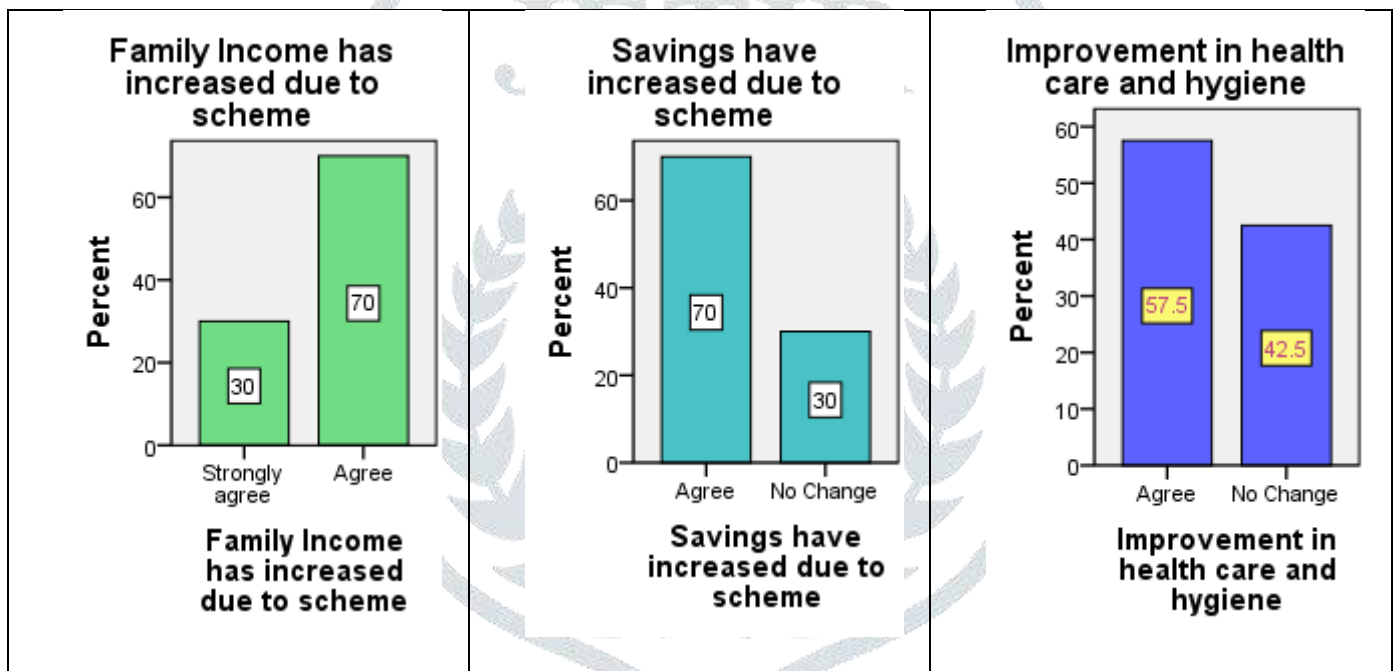 Family Income has
increased due to
scheme
Percent
60
40
20
0
30
70
Strongly
agree
Agree
Family Income
has increased
due to scheme
Savings have
increased due to
scheme
Percent
60
40
20
0
70
30
Agree
No Change
Savings have
increased due to
scheme
Improvement in health
care and hygiene
Percent
60
50
40
30
20
10
0
57.5
42.5
Agree
No Change
Improvement in
health care and
hygiene